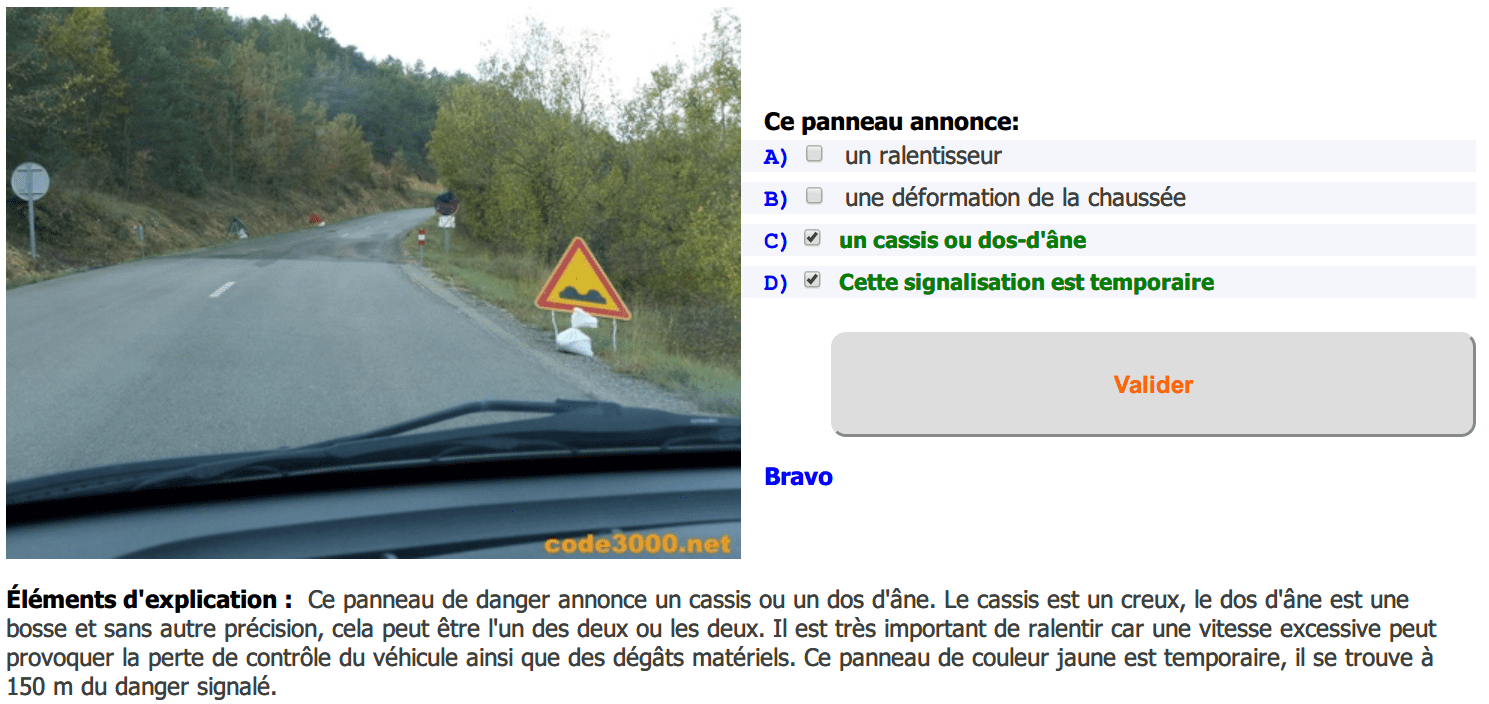 Ce panneau annonce:
A) un ralentisseur
B) une déformation de la chaussée
C) un cassis ou dos-d'âne
D) Cette signalisation est temporaire
Valider
Bravo
code3000.net
Éléments d'explication : Ce panneau de danger annonce un cassis ou un dos d'âne. Le cassis est un creux, le dos d'âne est une
bosse et sans autre précision, cela peut être l'un des deux ou les deux. Il est très important de ralentir car une vitesse excessive peut
provoquer la perte de contrôle du véhicule ainsi que des dégâts matériels. Ce panneau de couleur jaune est temporaire, il se trouve à
150 m du danger signalé.